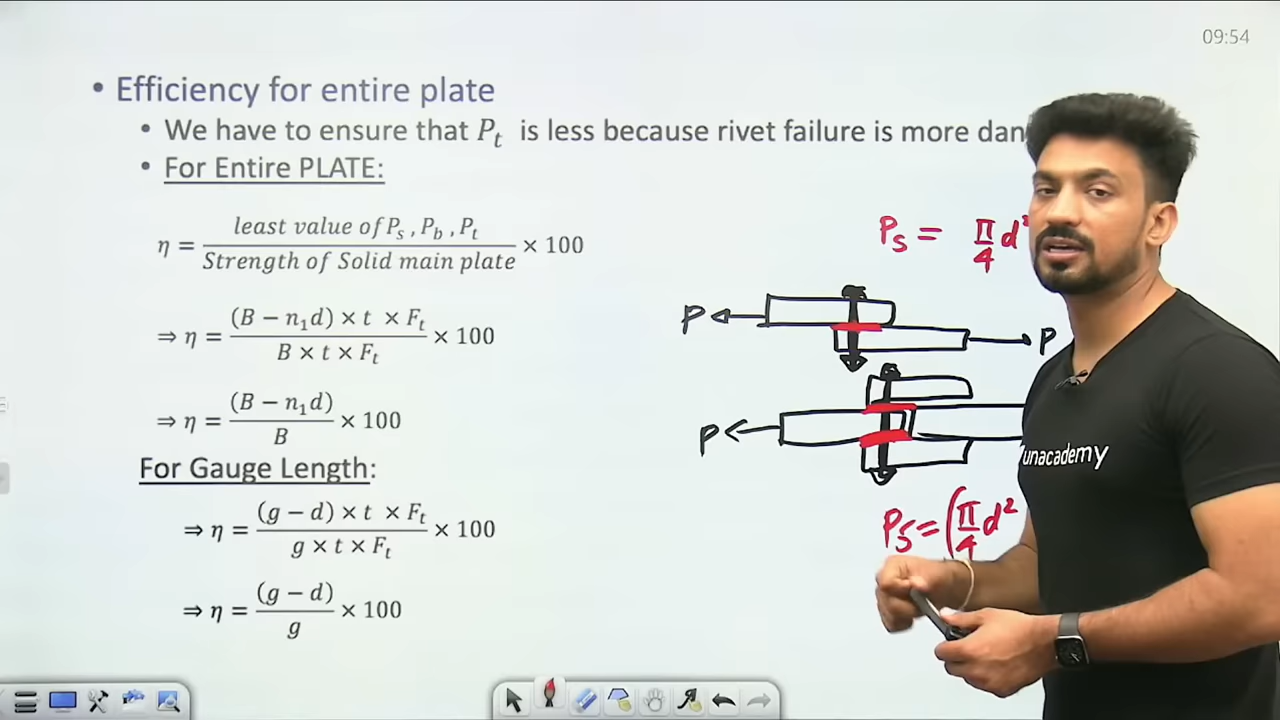 09:54
• Efficiency for entire plate
• We have to ensure that Pₜ is less because rivet failure is more
• For Entire PLATE:
η = least value of Pₛ , P_b , Pₜ / Strength of Solid main plate × 100
⇒ η = (B − n₁d) × t × Fₜ / B × t × Fₜ × 100
⇒ η = (B − n₁d) / B × 100
For Gauge Length:
⇒ η = (g − d) × t × Fₜ / g × t × Fₜ × 100
⇒ η = (g − d) / g × 100
Pₛ = π/4 d²
P
P
P
Pₛ = (π/4 d²
unacademy